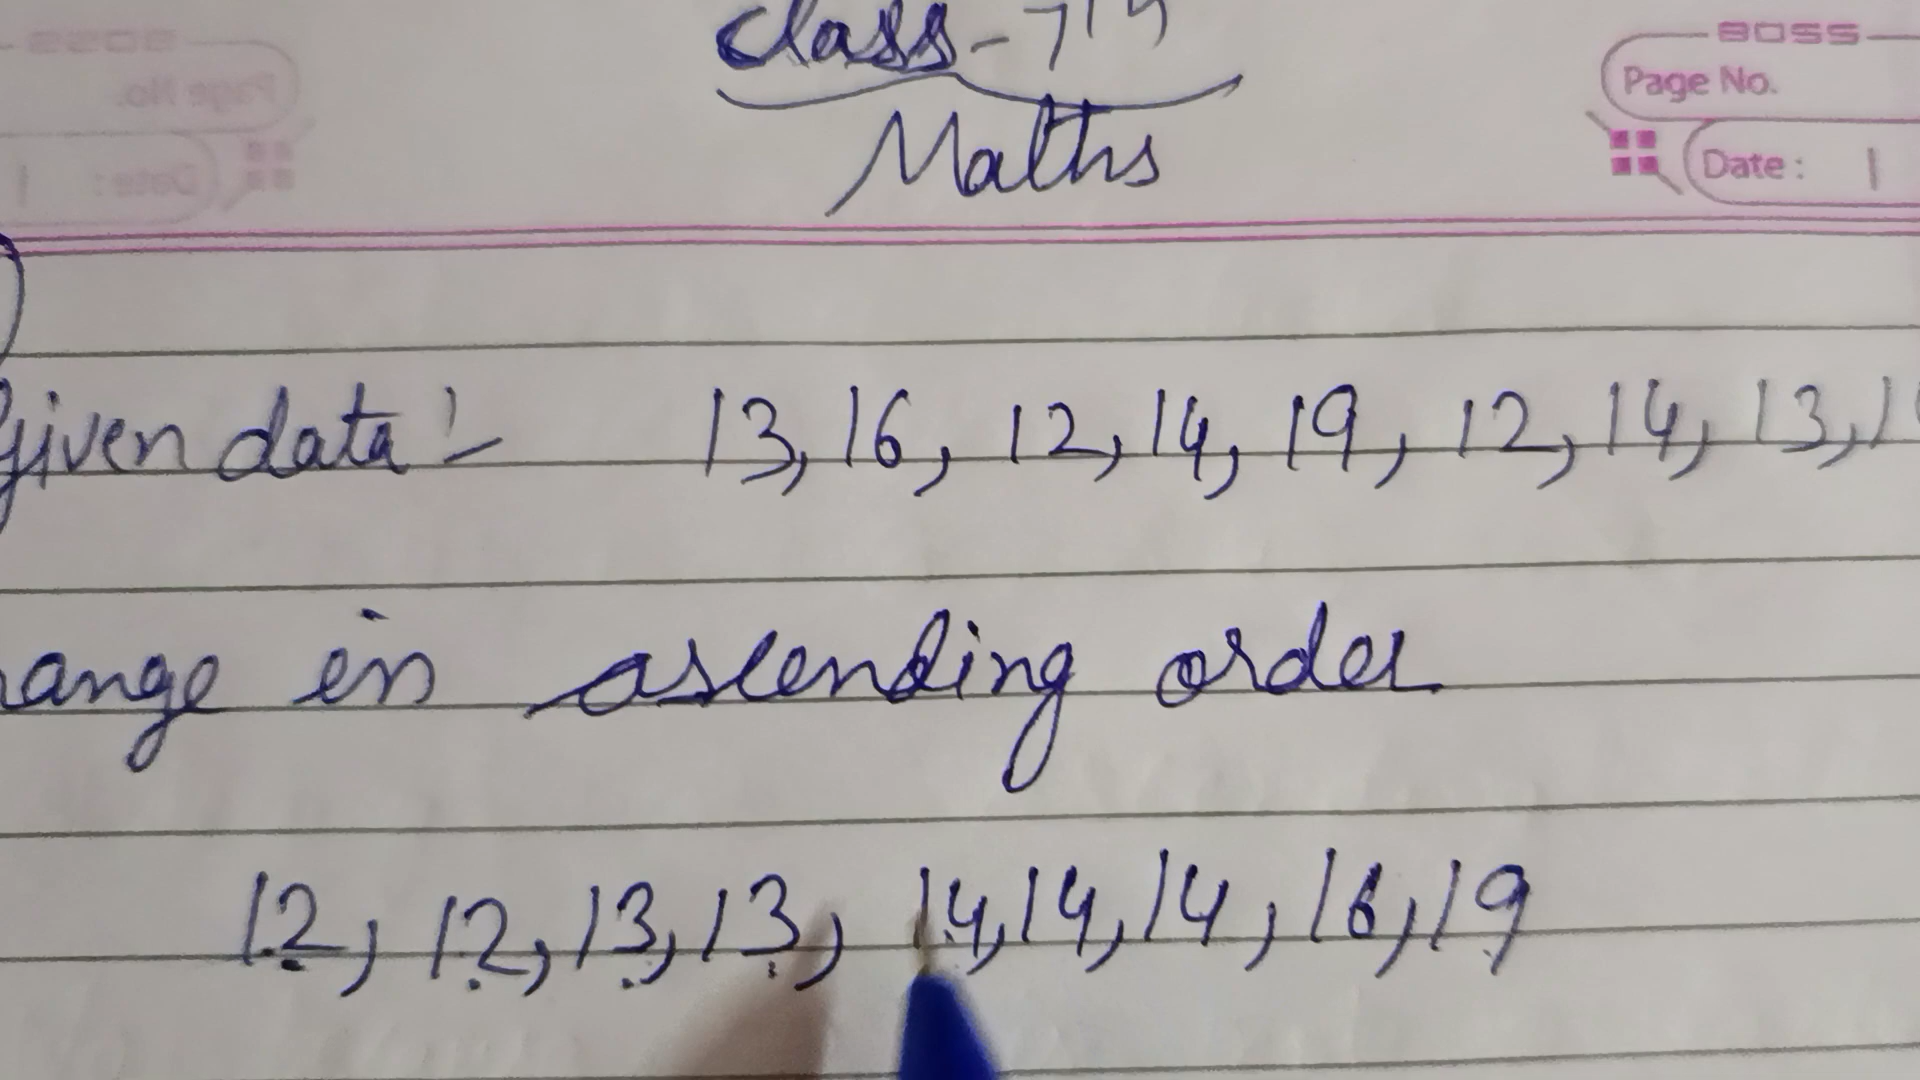 BOSS
Page No.
Date :
class-7th
Maths
given data :- 13, 16, 12, 14, 19, 12, 14, 13, 1
ange in ascending order
12, 12, 13, 13, 14, 14, 14, 16, 19